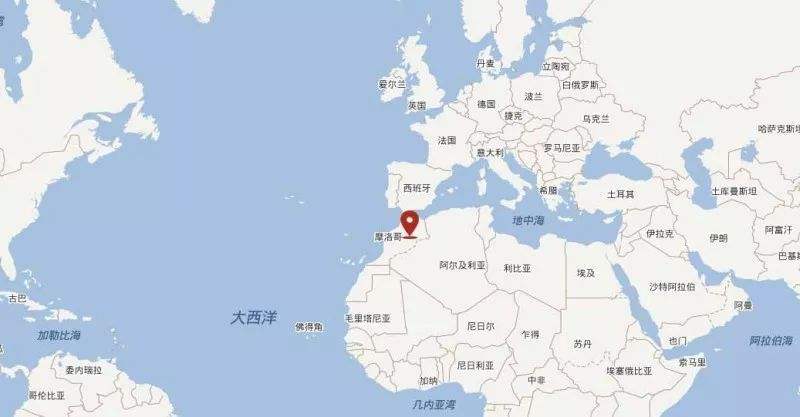 丹麦
立陶宛
爱尔兰
白俄罗斯
英国
德国
波兰
捷克
乌克兰
哈萨克斯坦
法国
意大利
罗马尼亚
西班牙
希腊
土耳其
土库曼斯坦
地中海
摩洛哥
伊拉克
伊朗
阿富汗
巴基斯
阿尔及利亚
利比亚
埃及
沙特阿拉伯
古巴
大西洋
佛得角
毛里塔尼亚
尼日尔
乍得
苏丹
阿曼
加勒比海
也门
阿拉伯海
委内瑞拉
尼日利亚
索马里
埃塞俄比亚
哥伦比亚
加纳
中非
几内亚湾